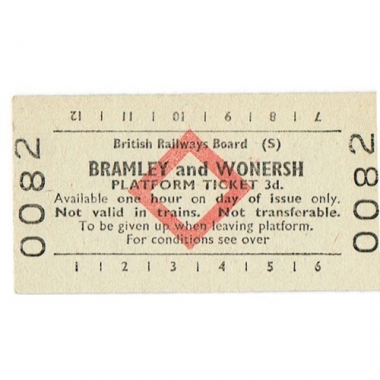 7 | 8 | 9 | 10 | 11 | 12
British Railways Board (S)
BRAMLEY and WONERSH
PLATFORM TICKET 3d.
Available one hour on day of issue only.
Not valid in trains. Not transferable.
To be given up when leaving platform.
For conditions see over
1 | 2 | 3 | 4 | 5 | 6
0082
0082